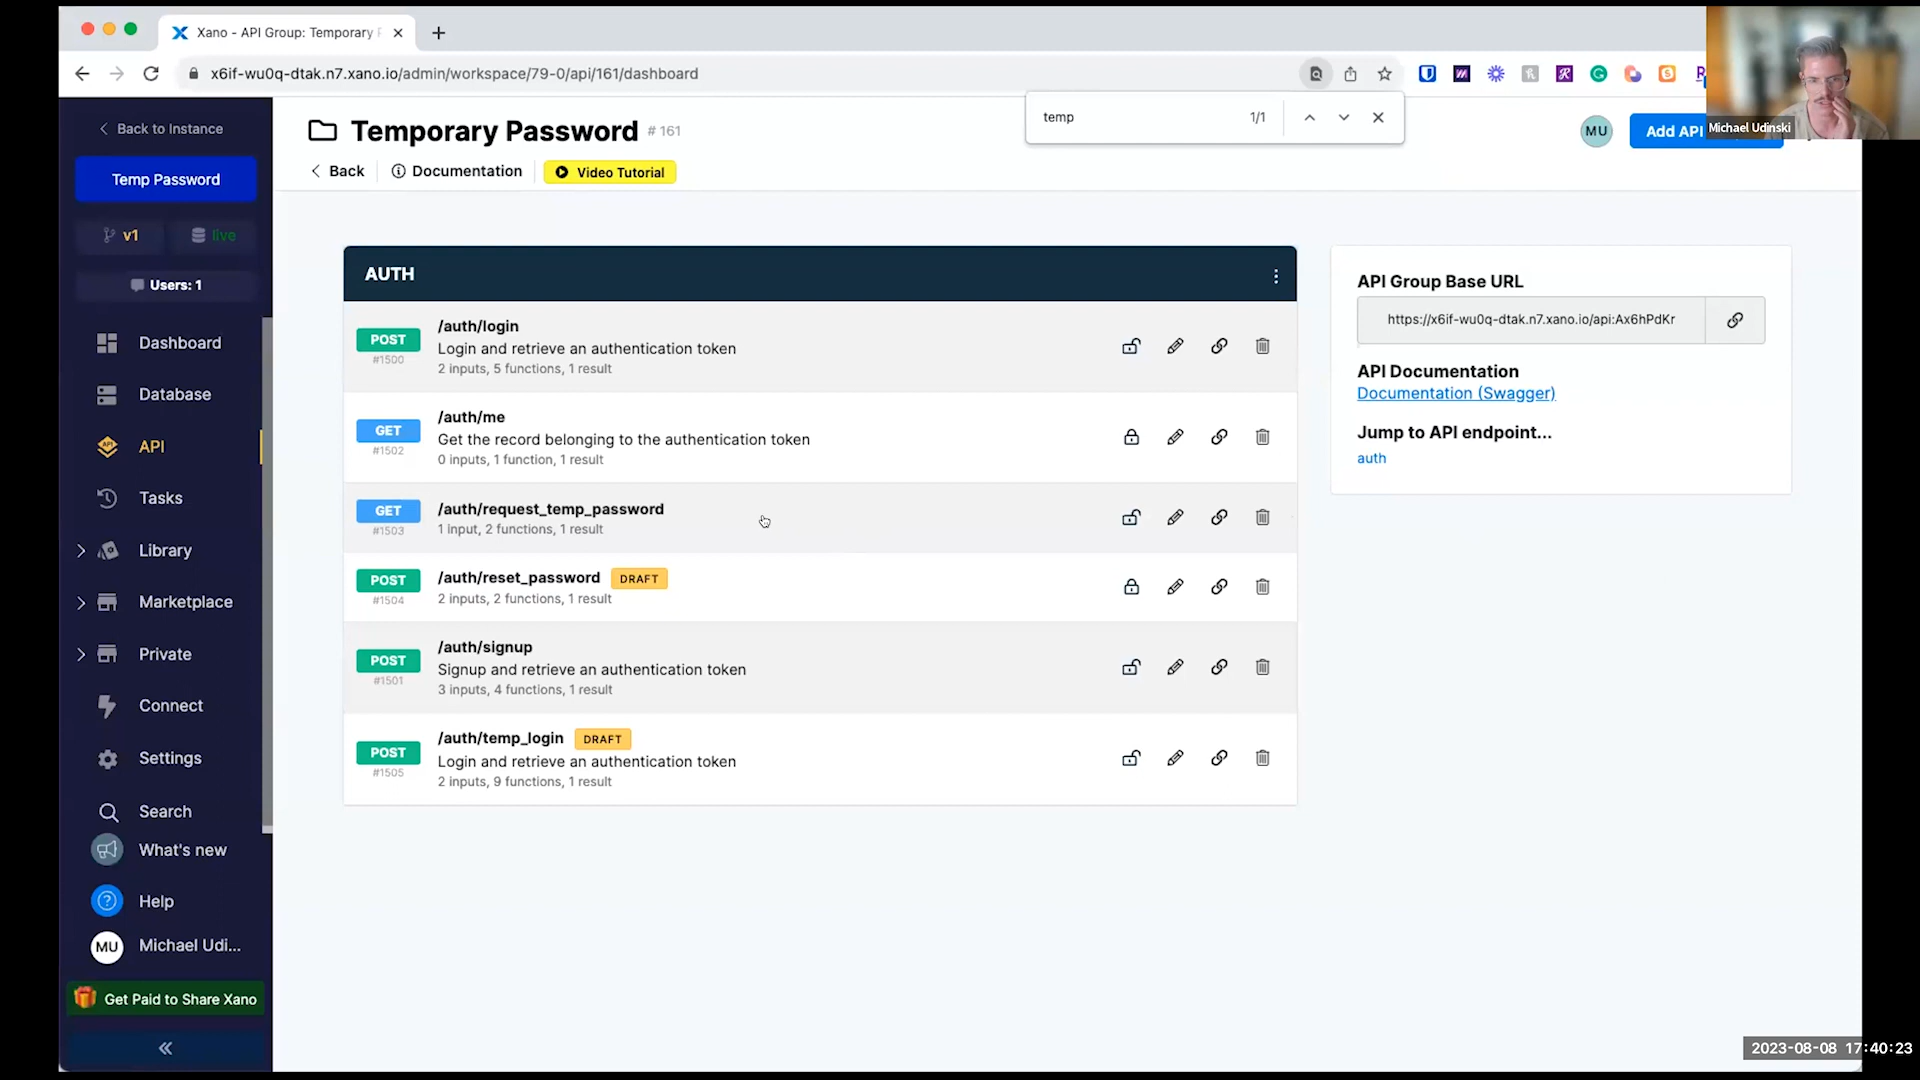 Xano - API Group: Temporary P
x6if-wu0q-dtak.n7.xano.io/admin/workspace/79-0/api/161/dashboard
temp
1/1
Michael Udinski
Back to Instance
Temp Password
v1
live
Users: 1
Dashboard
Database
API
Tasks
Library
Marketplace
Private
Connect
Settings
Search
What's new
Help
MU
Michael Udi...
Get Paid to Share Xano
Temporary Password # 161
MU
Add API
Back
Documentation
Video Tutorial
AUTH
POST
#1500
/auth/login
Login and retrieve an authentication token
2 inputs, 5 functions, 1 result
GET
#1502
/auth/me
Get the record belonging to the authentication token
0 inputs, 1 function, 1 result
GET
#1503
/auth/request_temp_password
1 input, 2 functions, 1 result
POST
#1504
/auth/reset_password DRAFT
2 inputs, 2 functions, 1 result
POST
#1501
/auth/signup
Signup and retrieve an authentication token
3 inputs, 4 functions, 1 result
POST
#1505
/auth/temp_login DRAFT
Login and retrieve an authentication token
2 inputs, 9 functions, 1 result
API Group Base URL
https://x6if-wu0q-dtak.n7.xano.io/api:Ax6hPdKr
API Documentation
Documentation (Swagger)
Jump to API endpoint...
auth
2023-08-08 17:40:23